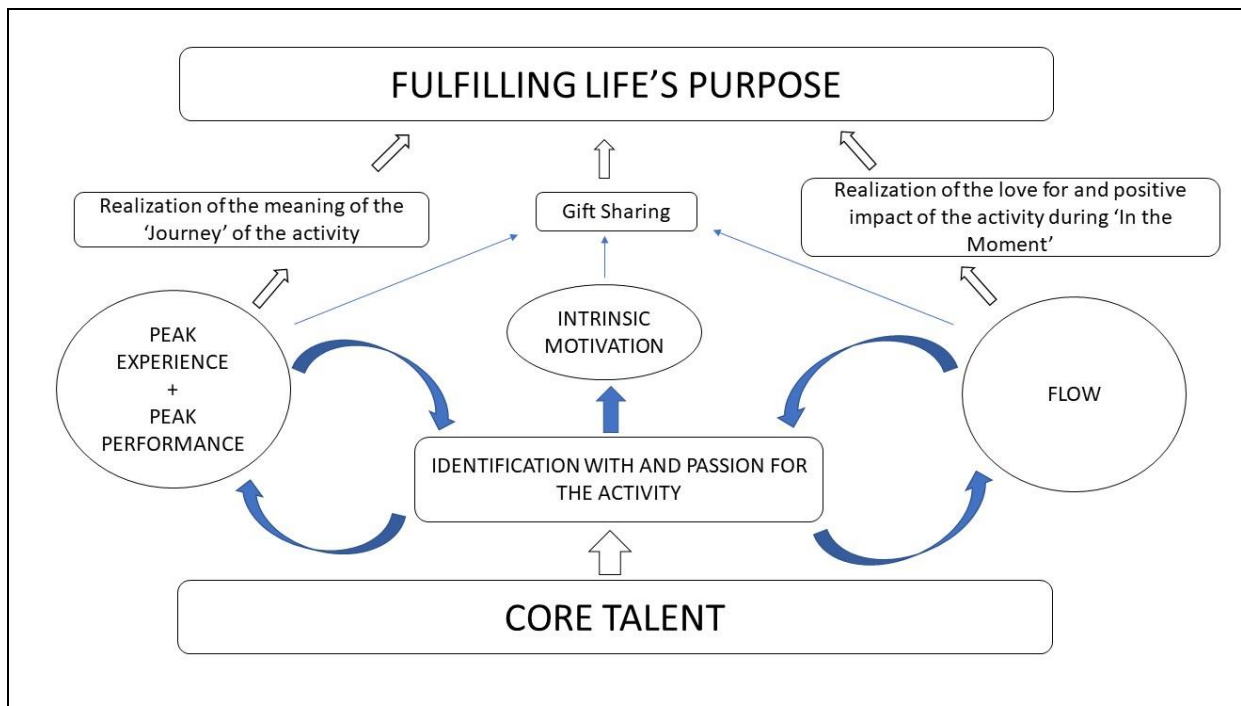 FULFILLING LIFE’S PURPOSE
Realization of the meaning of the
‘Journey’ of the activity
Gift Sharing
Realization of the love for and positive
impact of the activity during ‘In the
Moment’
PEAK
EXPERIENCE
+
PEAK
PERFORMANCE
INTRINSIC
MOTIVATION
FLOW
IDENTIFICATION WITH AND PASSION FOR
THE ACTIVITY
CORE TALENT